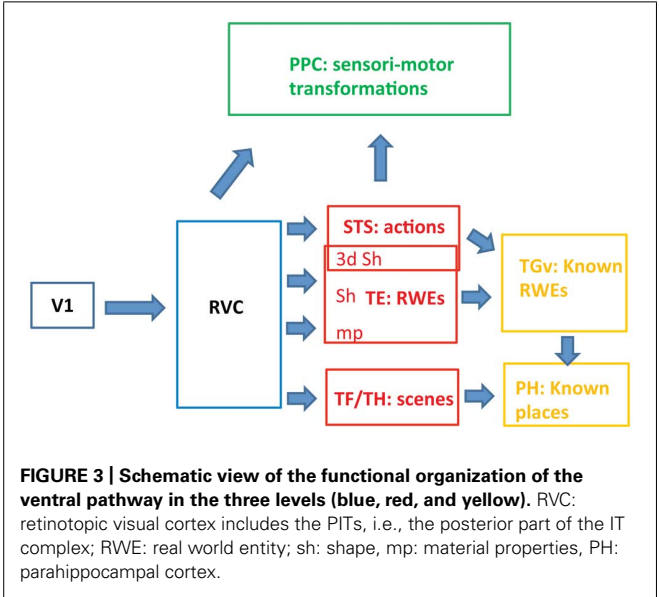 PPC: sensori-motor
transformations
STS: actions
3d Sh
TGv: Known
RWEs
V1
RVC
Sh TE: RWEs
mp
TF/TH: scenes
PH: Known
places
FIGURE 3 | Schematic view of the functional organization of the
ventral pathway in the three levels (blue, red, and yellow). RVC:
retinotopic visual cortex includes the PITs, i.e., the posterior part of the IT
complex; RWE: real world entity; sh: shape, mp: material properties, PH:
parahippocampal cortex.